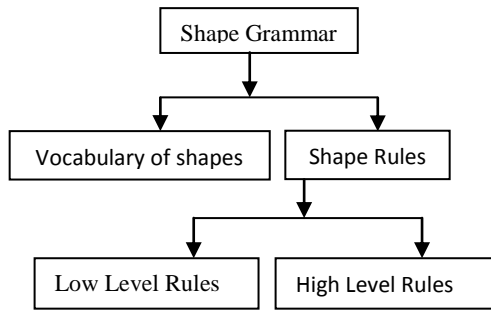 Shape Grammar
Vocabulary of shapes
Shape Rules
Low Level Rules
High Level Rules